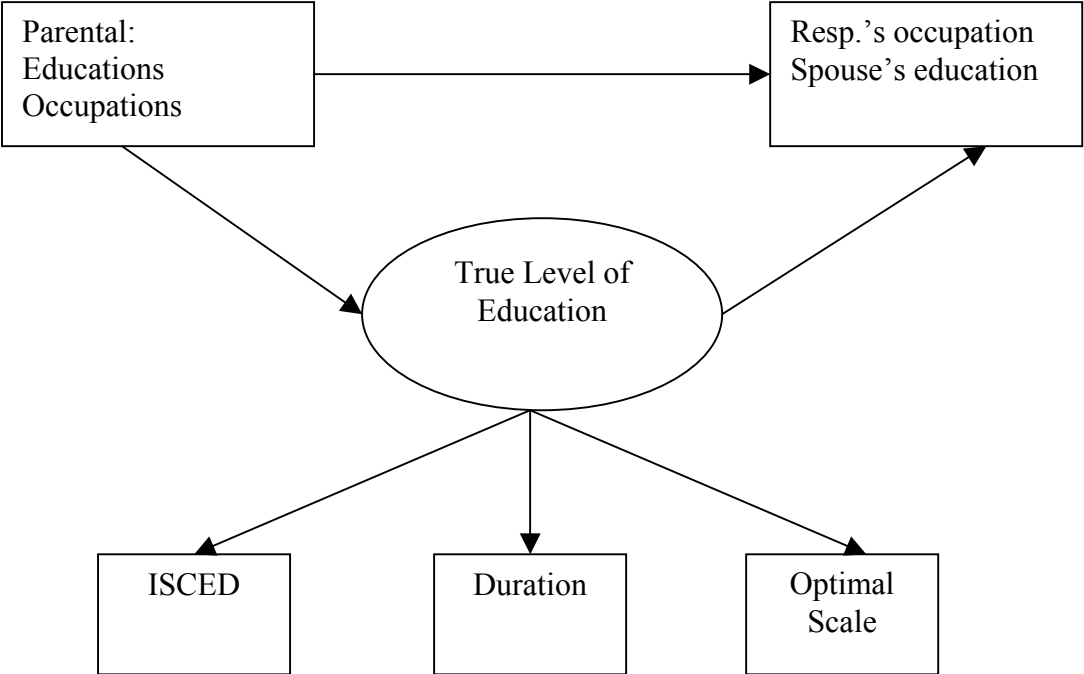 Parental:
Educations
Occupations
Resp.’s occupation
Spouse’s education
True Level of
Education
ISCED
Duration
Optimal
Scale